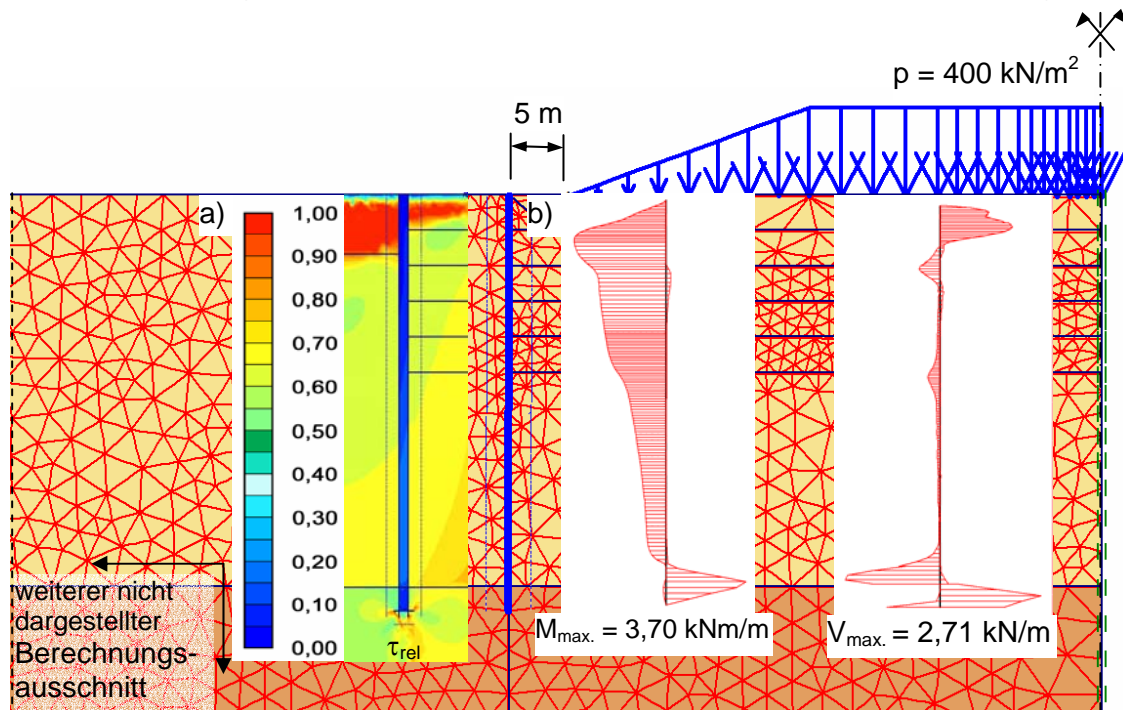 p = 400 kN/m²
5 m
a)
b)
1,00
0,90
0,80
0,70
0,60
0,50
0,40
0,30
0,20
0,10
0,00
τrel
weiterer nicht
dargestellter
Berechnungs-
ausschnitt
Mmax. = 3,70 kNm/m
Vmax. = 2,71 kN/m